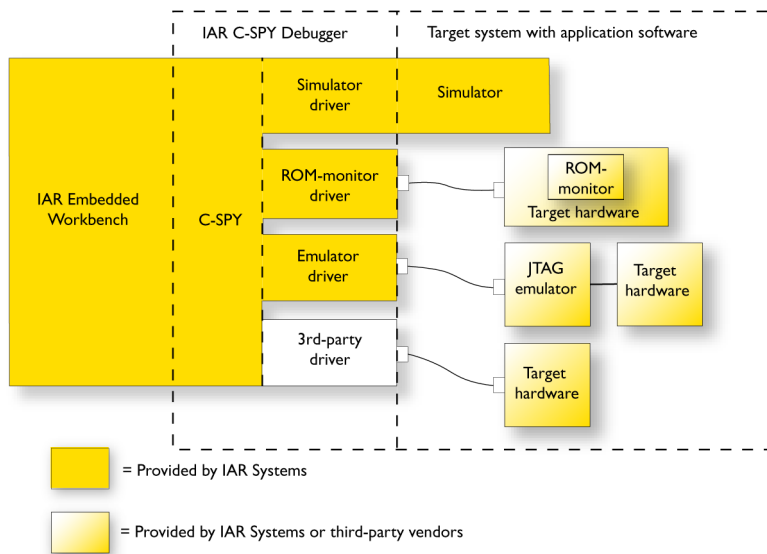 IAR C-SPY Debugger
Target system with application software
Simulator
driver
Simulator
ROM-monitor
driver
ROM-
monitor
Target hardware
IAR Embedded
Workbench
C-SPY
Emulator
driver
JTAG
emulator
Target
hardware
3rd-party
driver
Target
hardware
= Provided by IAR Systems
= Provided by IAR Systems or third-party vendors